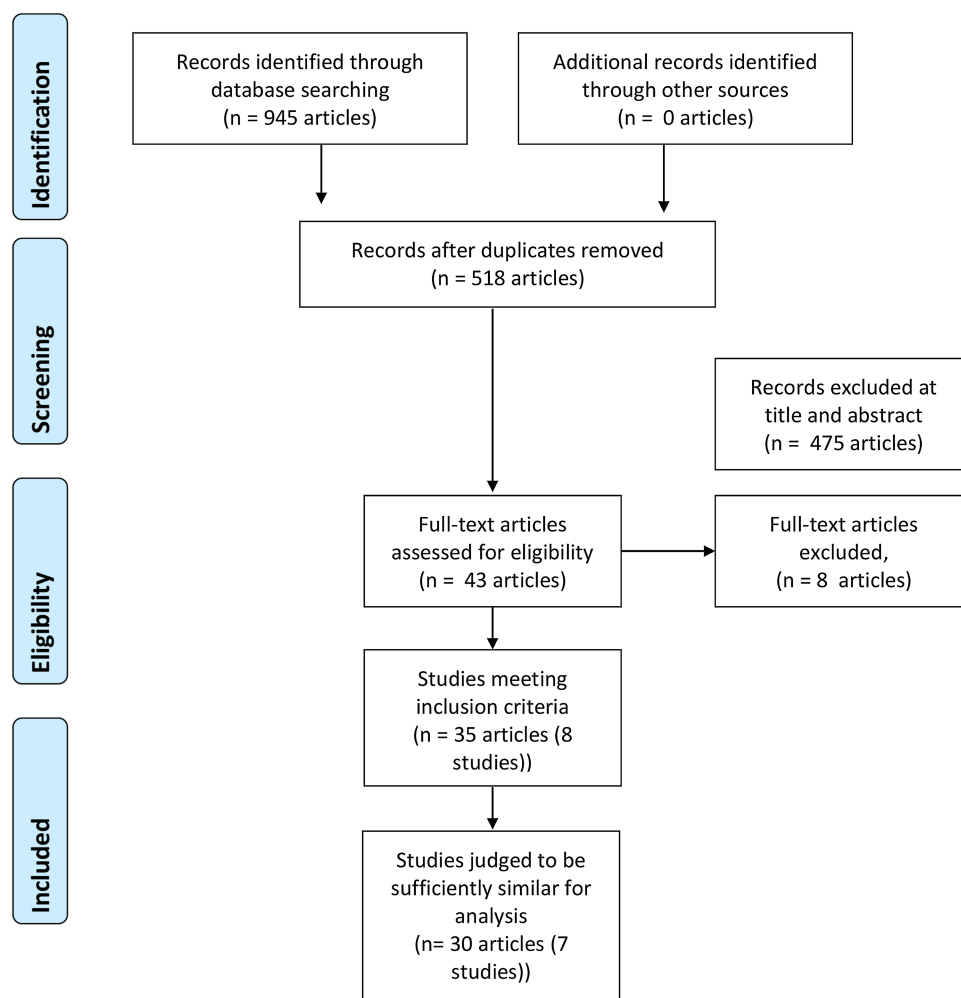 Identification
Records identified through
database searching
(n = 945 articles)
Additional records identified
through other sources
(n =  0 articles)
Screening
Records after duplicates removed
(n = 518 articles)
Records excluded at
title and abstract
(n =  475 articles)
Eligibility
Full-text articles
assessed for eligibility
(n =  43 articles)
Full-text articles
excluded,
(n = 8  articles)
Studies meeting
inclusion criteria
(n = 35 articles (8
studies))
Included
Studies judged to be
sufficiently similar for
analysis
(n= 30 articles (7
studies))